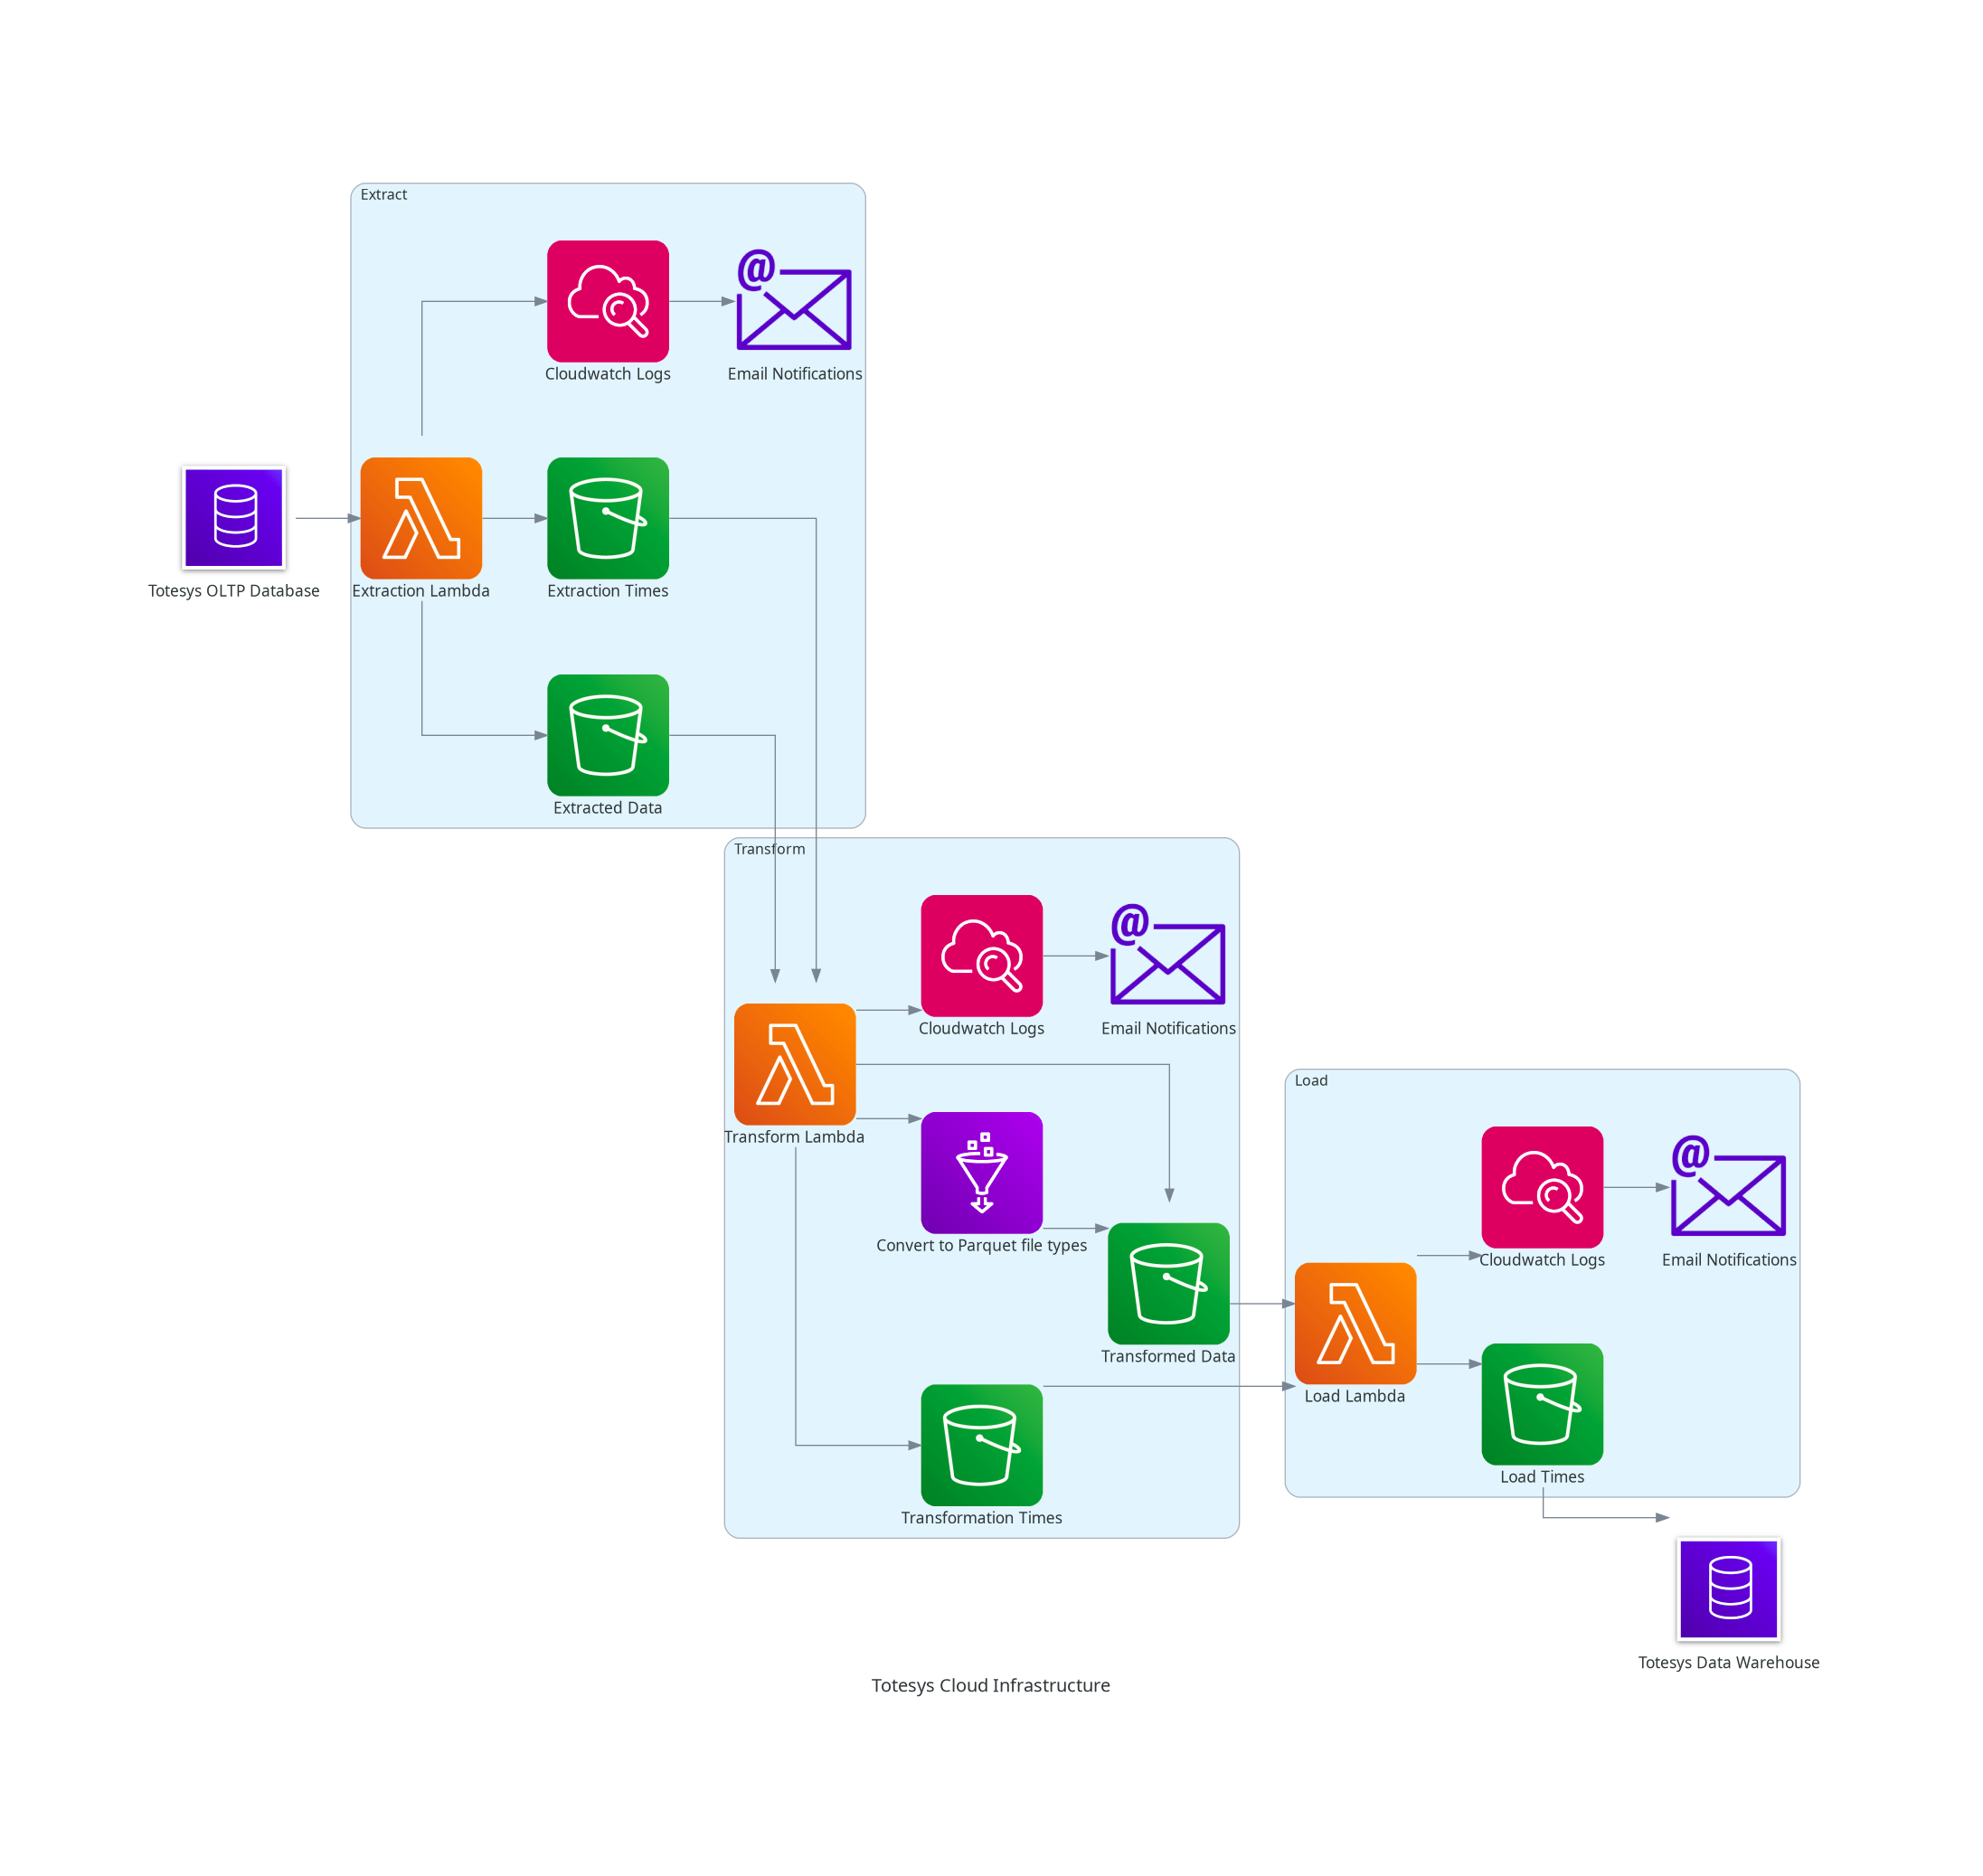 Extract
Cloudwatch Logs
Email Notifications
Totesys OLTP Database
Extraction Lambda
Extraction Times
Extracted Data
Transform
Cloudwatch Logs
Email Notifications
Transform Lambda
Convert to Parquet file types
Transformed Data
Transformation Times
Load
Cloudwatch Logs
Email Notifications
Load Lambda
Load Times
Totesys Data Warehouse
Totesys Cloud Infrastructure